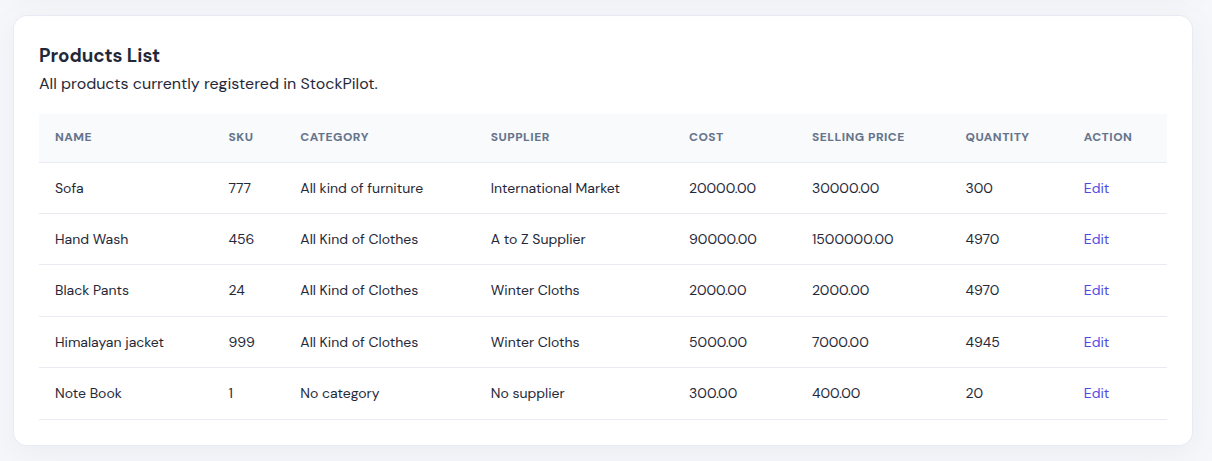 Products List
All products currently registered in StockPilot.
NAME SKU CATEGORY SUPPLIER COST SELLING PRICE QUANTITY ACTION
Sofa 777 All kind of furniture International Market 20000.00 30000.00 300 Edit
Hand Wash 456 All Kind of Clothes A to Z Supplier 90000.00 1500000.00 4970 Edit
Black Pants 24 All Kind of Clothes Winter Cloths 2000.00 2000.00 4970 Edit
Himalayan jacket 999 All Kind of Clothes Winter Cloths 5000.00 7000.00 4945 Edit
Note Book 1 No category No supplier 300.00 400.00 20 Edit